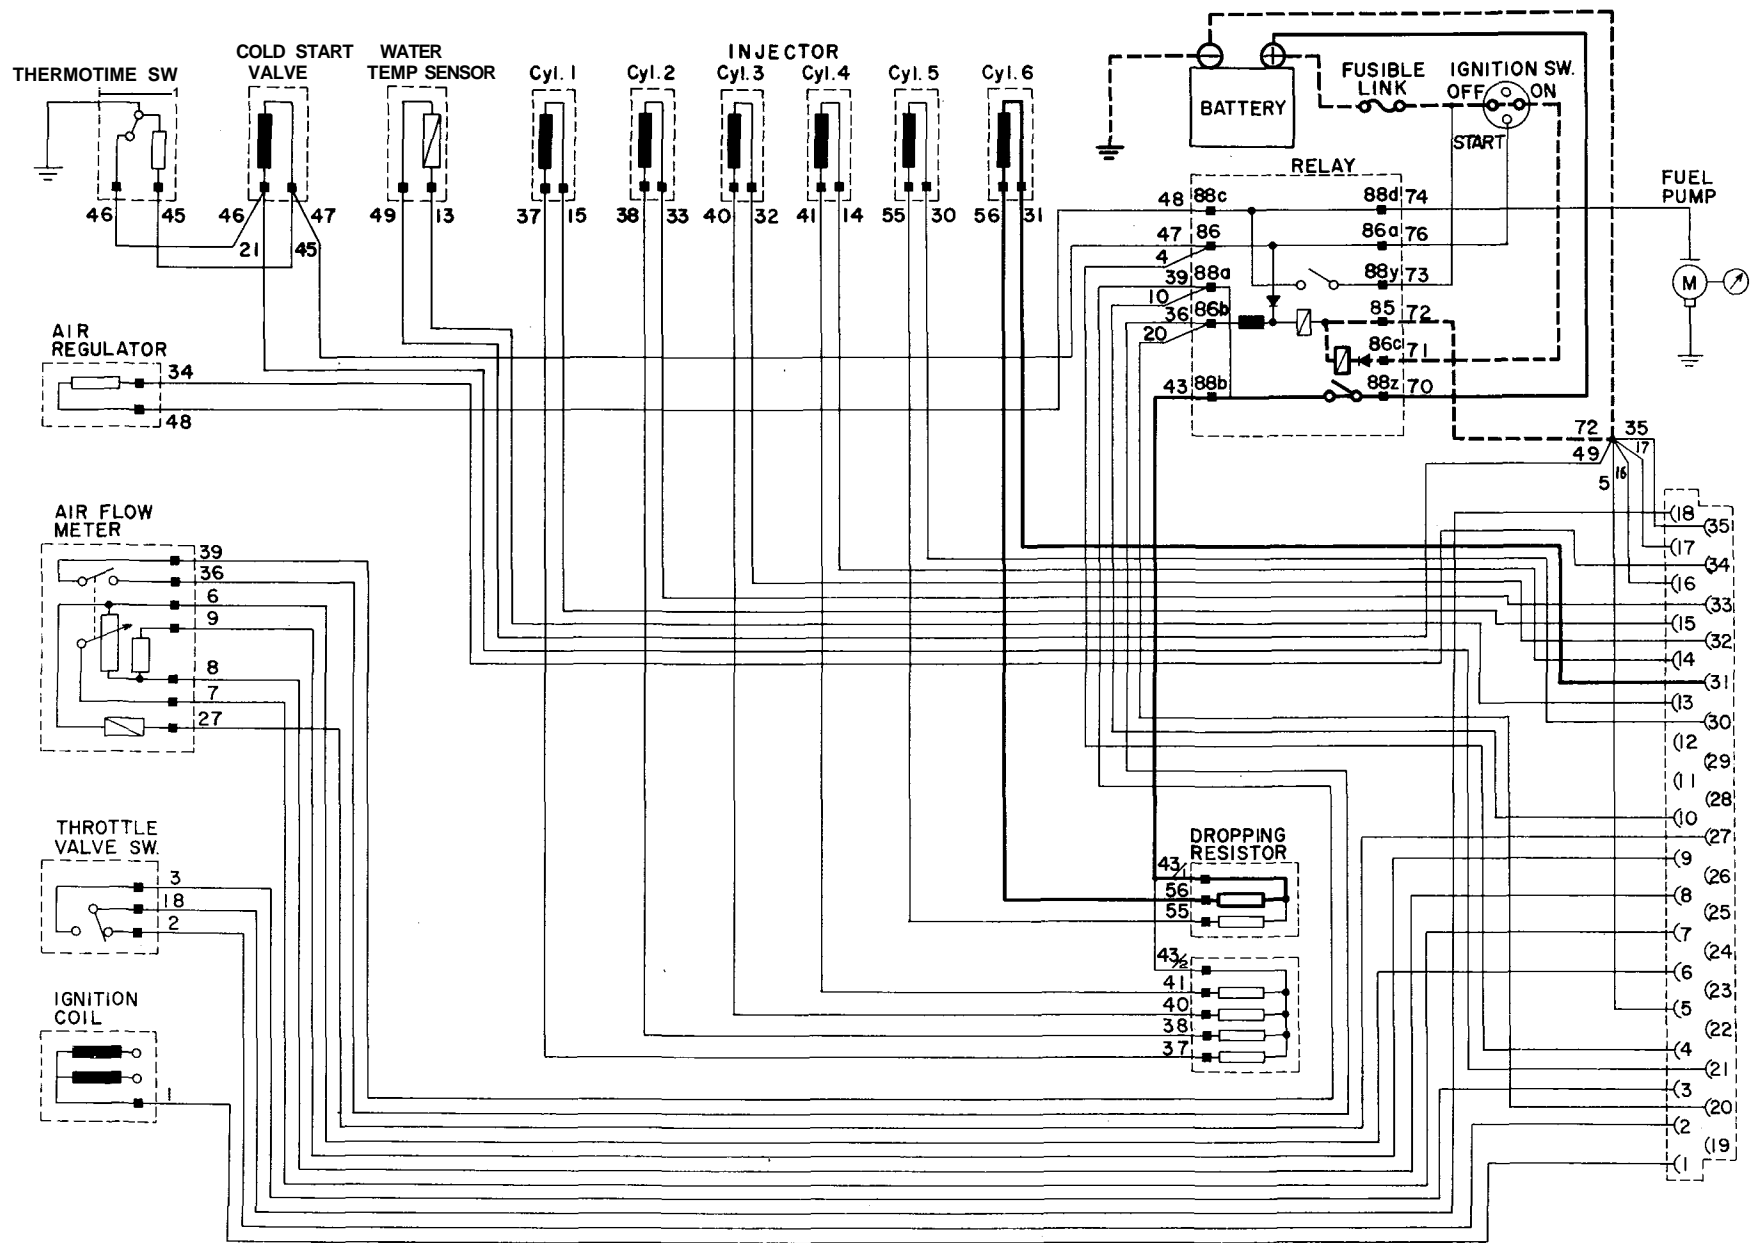 THERMOTIME SW
46 45
COLD START
VALVE
46 47
21 45
WATER
TEMP SENSOR
49 13
INJECTOR
Cyl. 1
37 15
Cyl. 2
38 33
Cyl. 3
40 32
Cyl. 4
41 14
Cyl. 5
55 30
Cyl. 6
56 31
BATTERY
FUSIBLE
LINK
IGNITION SW.
OFF ON
START
RELAY
48 88c 88d 74
47 86 86a 76
4
39 88a 88y 73
10
36 86b 85 72
20
86c 71
43 88b 88z 70
FUEL
PUMP
M
72 35
49 17
5 16
AIR
REGULATOR
34
48
AIR FLOW
METER
39
36
6
9
8
7
27
THROTTLE
VALVE SW.
3
18
2
IGNITION
COIL
1
DROPPING
RESISTOR
43/1
56
55
43/2
41
40
38
37
(18
(35
(17
(34
(16
(33
(15
(32
(14
(31
(13
(30
(12
(29
(11
(28
(10
(27
(9
(26
(8
(25
(7
(24
(6
(23
(5
(22
(4
(21
(3
(20
(2
(19
(1